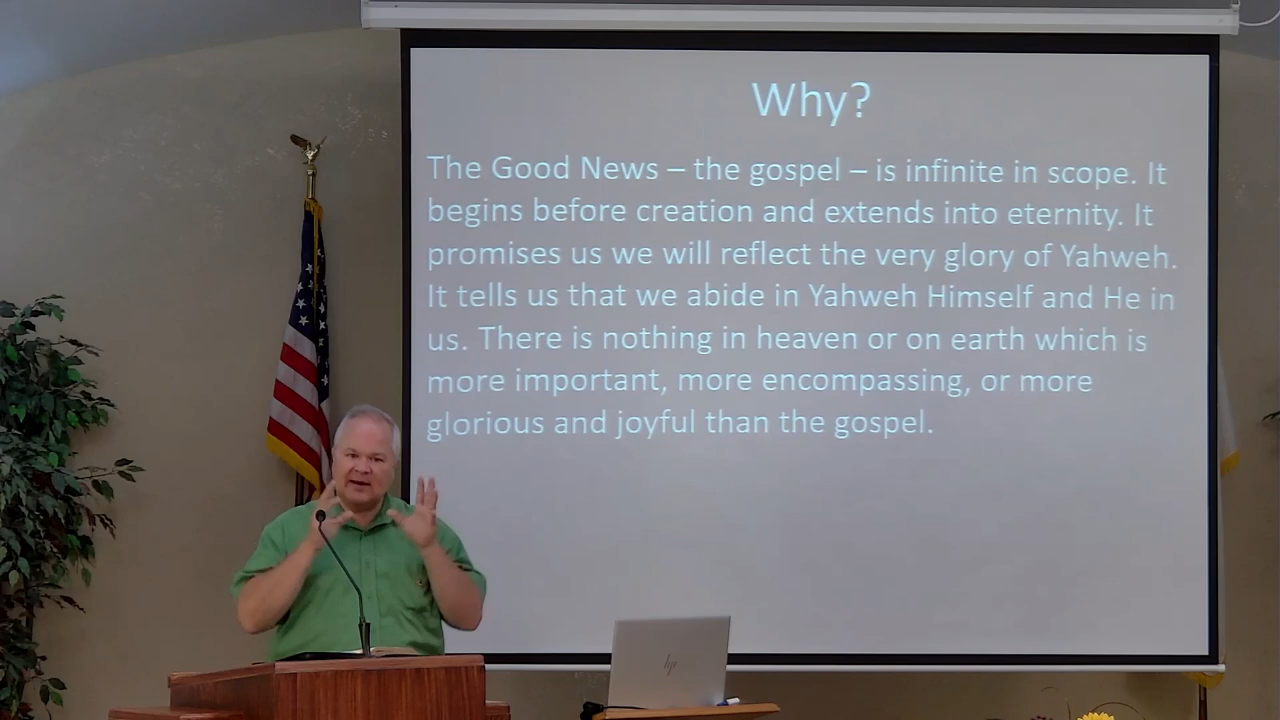 Why?
The Good News – the gospel – is infinite in scope. It
begins before creation and extends into eternity. It
promises us we will reflect the very glory of Yahweh.
It tells us that we abide in Yahweh Himself and He in
us. There is nothing in heaven or on earth which is
more important, more encompassing, or more
glorious and joyful than the gospel.
hp